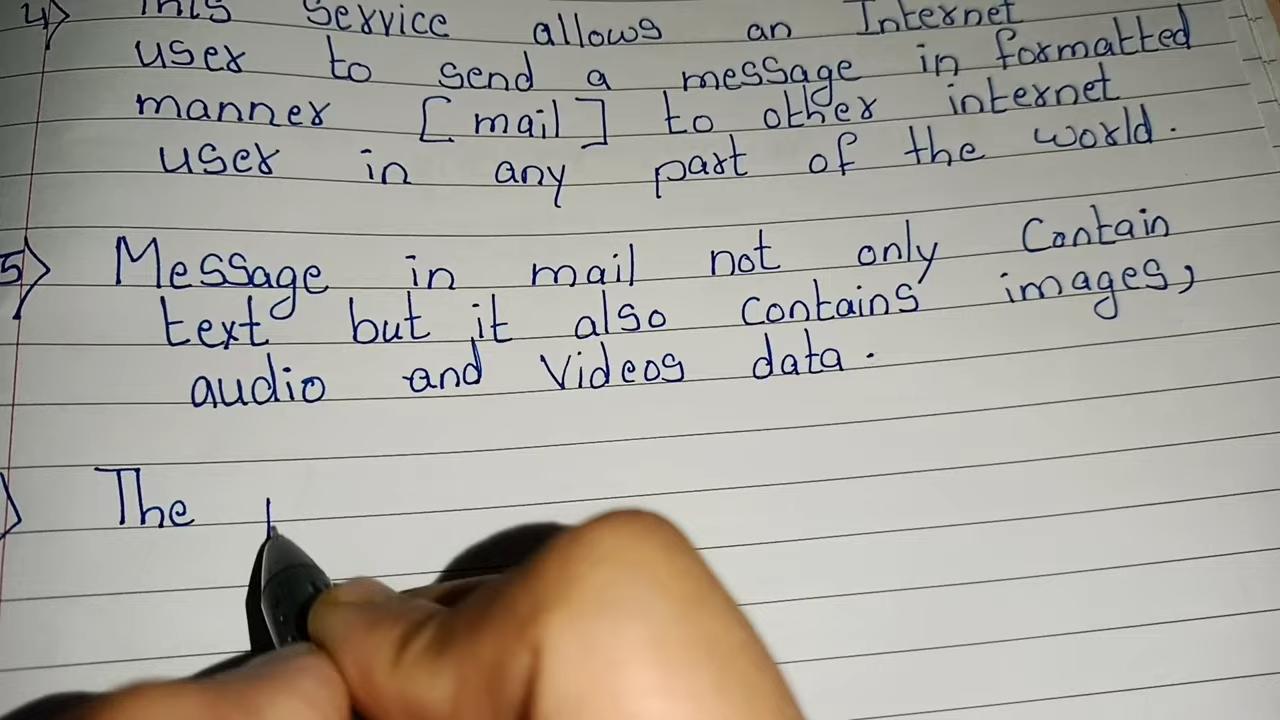 4) This Service allows an Internet
user to send a message in formatted
manner [mail] to other internet
user in any part of the world.
5) Message in mail not only Contain
text but it also contains images,
audio and Videos data.
) The